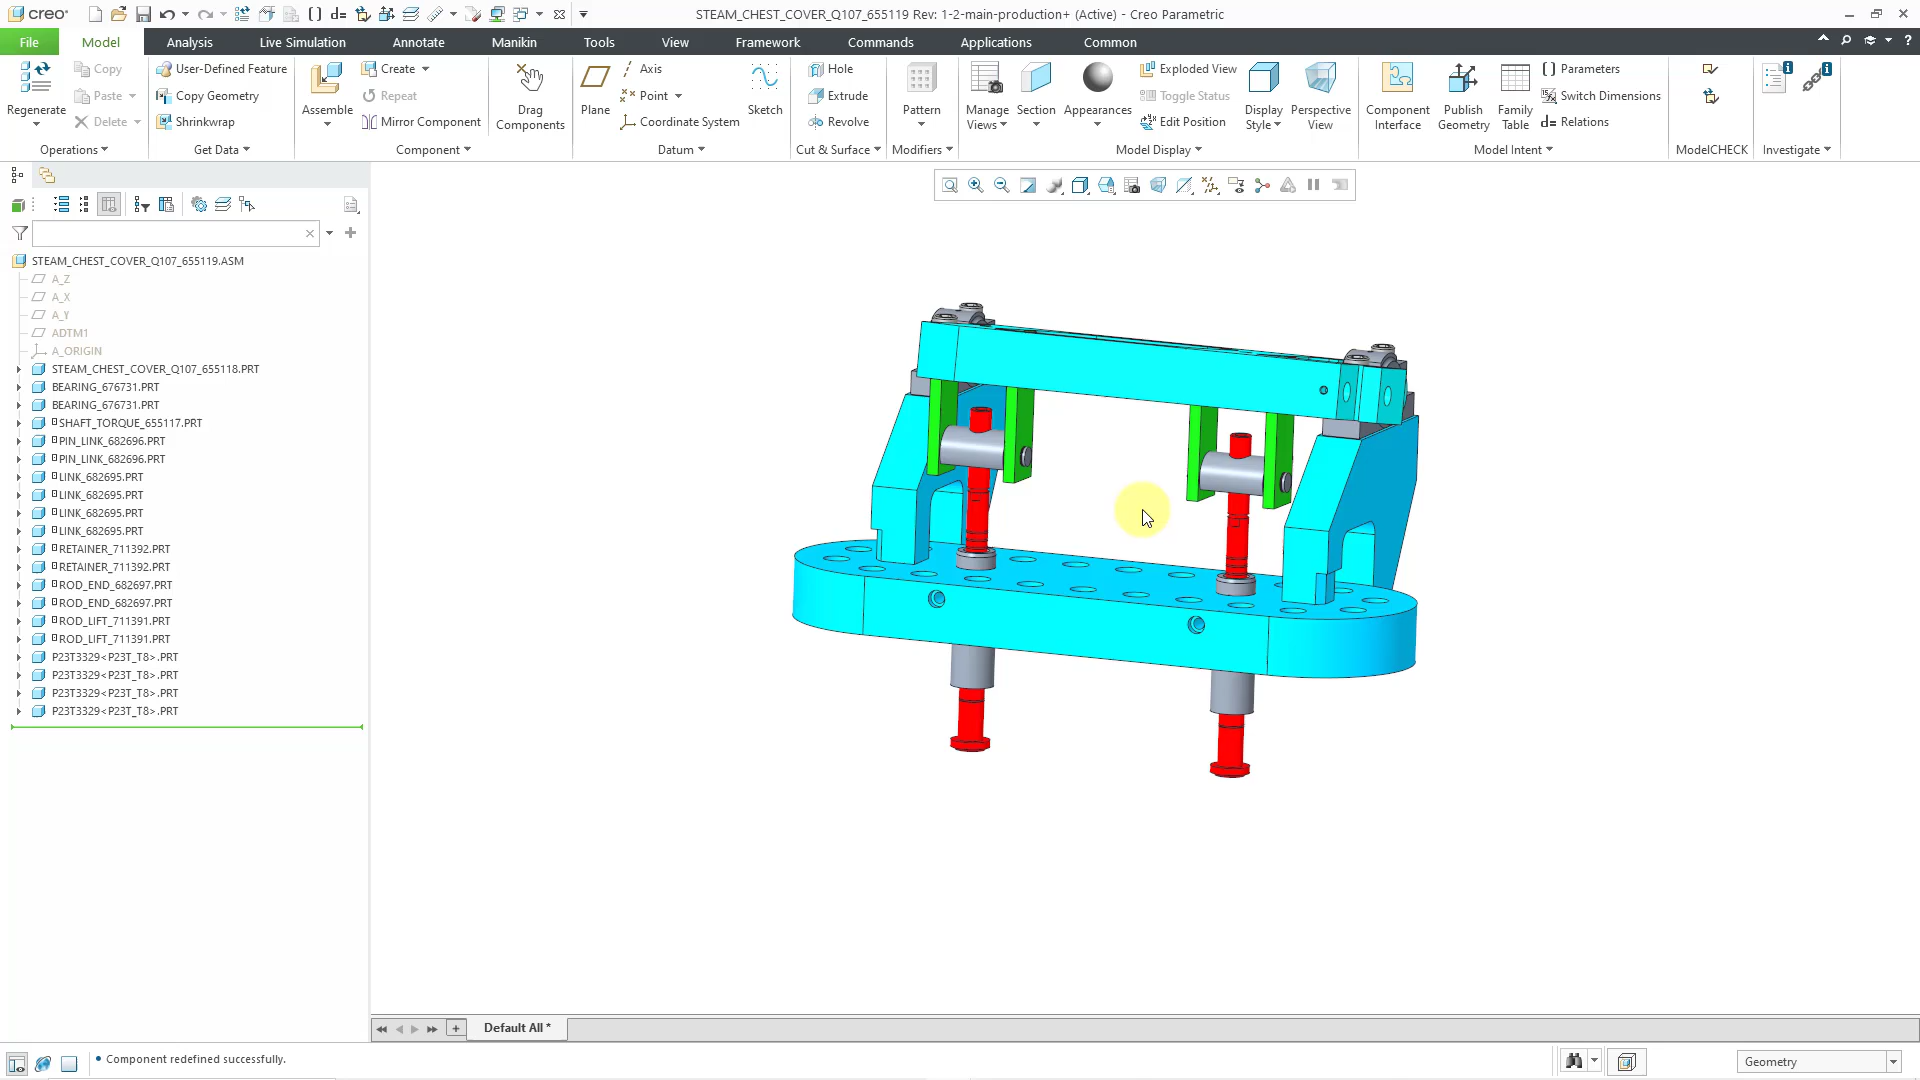 creo
STEAM_CHEST_COVER_Q107_655119 Rev: 1-2-main-production+ (Active) - Creo Parametric
File Model Analysis Live Simulation Annotate Manikin Tools View Framework Commands Applications Common
Regenerate
Copy
Paste
Delete
Operations
User-Defined Feature
Copy Geometry
Shrinkwrap
Get Data
Assemble
Create
Repeat
Mirror Component
Component
Drag
Components
Plane
Axis
Point
Coordinate System
Sketch
Datum
Hole
Extrude
Revolve
Cut & Surface
Pattern
Modifiers
Manage
Views
Section
Appearances
Exploded View
Toggle Status
Edit Position
Display
Style
Perspective
View
Model Display
Component
Interface
Publish
Geometry
Family
Table
Parameters
Switch Dimensions
Relations
Model Intent
ModelCHECK
Investigate
STEAM_CHEST_COVER_Q107_655119.ASM
A_Z
A_X
A_Y
ADTM1
A_ORIGIN
STEAM_CHEST_COVER_Q107_655118.PRT
BEARING_676731.PRT
BEARING_676731.PRT
SHAFT_TORQUE_655117.PRT
PIN_LINK_682696.PRT
PIN_LINK_682696.PRT
LINK_682695.PRT
LINK_682695.PRT
LINK_682695.PRT
LINK_682695.PRT
RETAINER_711392.PRT
RETAINER_711392.PRT
ROD_END_682697.PRT
ROD_END_682697.PRT
ROD_LIFT_711391.PRT
ROD_LIFT_711391.PRT
P23T3329<P23T_T8>.PRT
P23T3329<P23T_T8>.PRT
P23T3329<P23T_T8>.PRT
P23T3329<P23T_T8>.PRT
Default All *
Component redefined successfully.
Geometry